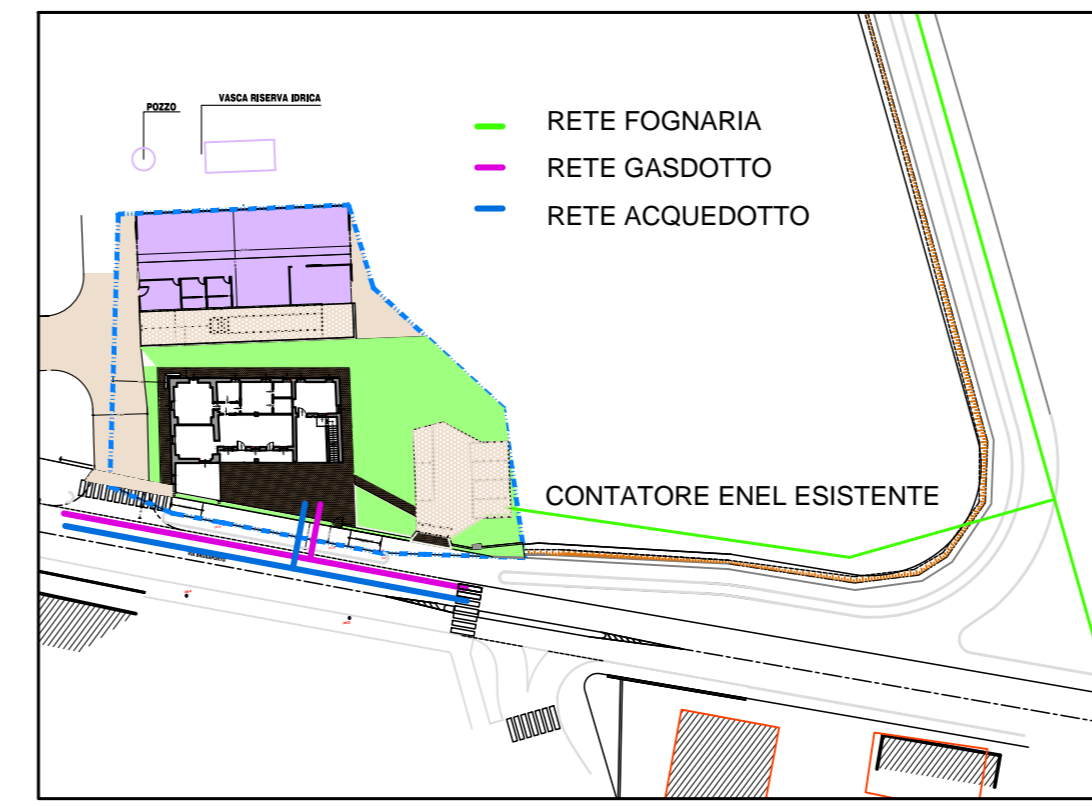 POZZO
VASCA RISERVA IDRICA
RETE FOGNARIA
RETE GASDOTTO
RETE ACQUEDOTTO
CONTATORE ENEL ESISTENTE